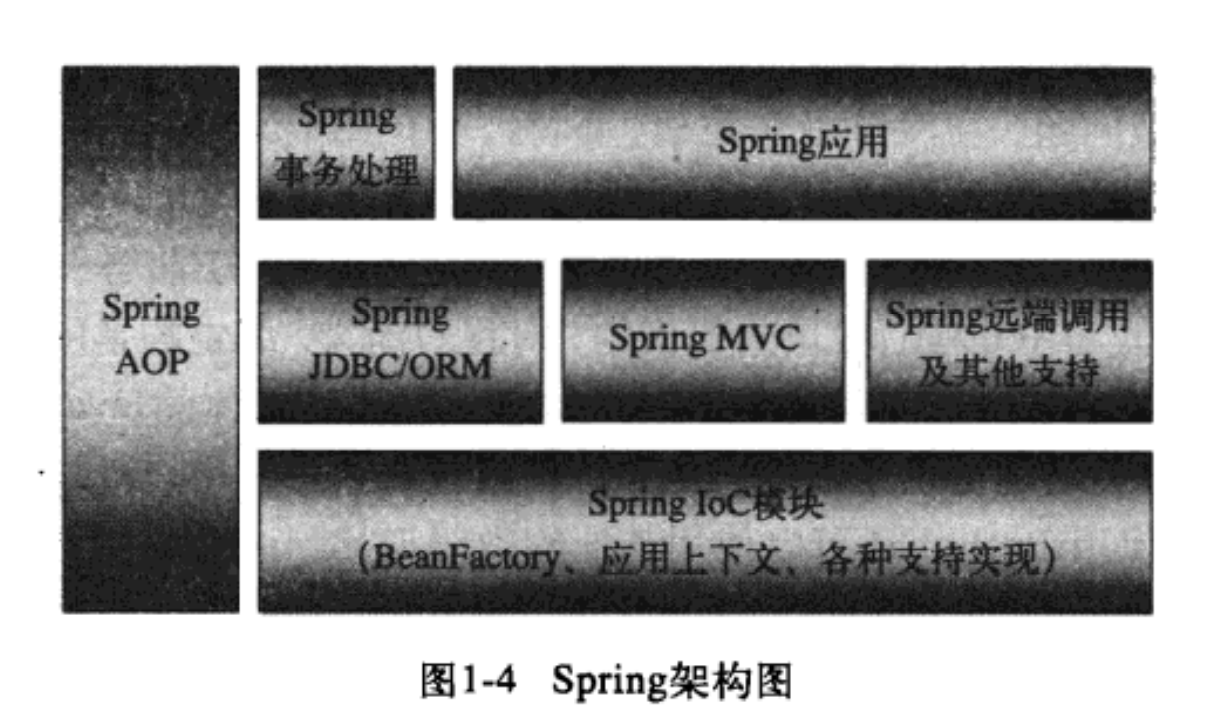 Spring
事务处理
Spring应用
Spring
AOP
Spring
JDBC/ORM
Spring MVC
Spring远端调用
及其他支持
Spring IoC模块
（BeanFactory、应用上下文、各种支持实现）
图1-4 Spring架构图